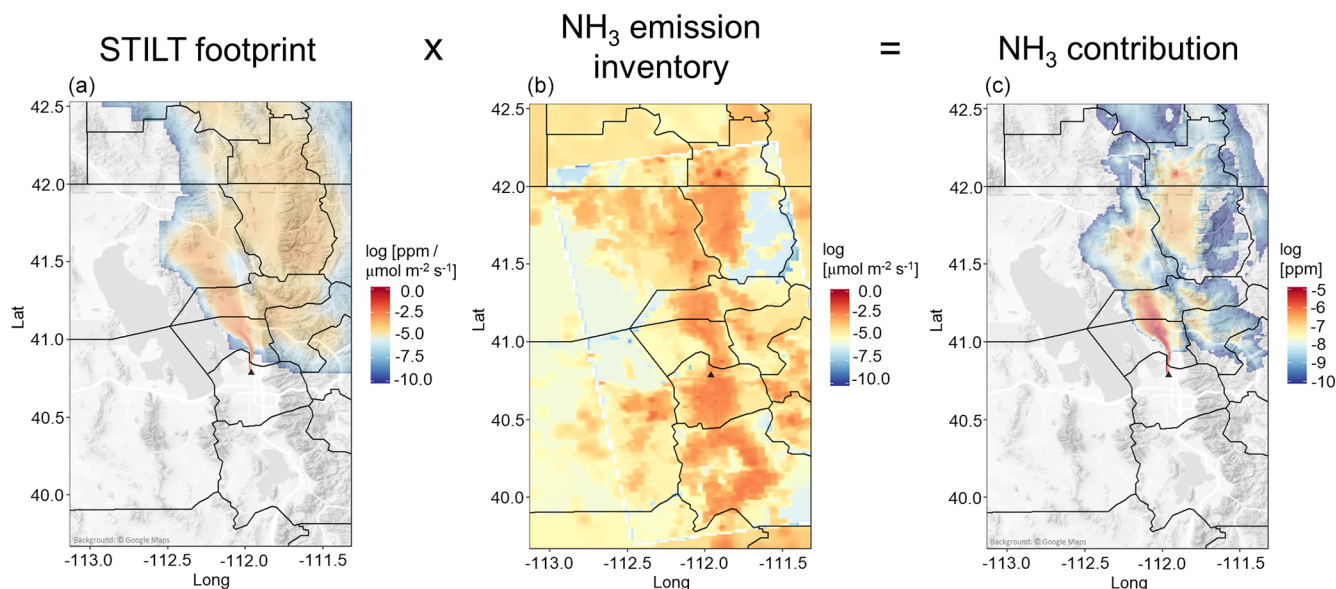 STILT footprint
x
NH₃ emission
inventory
=
NH₃ contribution
(a)
42.5
42.0
41.5
41.0
40.5
40.0
Lat
-113.0 -112.5 -112.0 -111.5
Long
Background: © Google Maps
log [ppm /
μmol m⁻² s⁻¹]
0.0
-2.5
-5.0
-7.5
-10.0
(b)
42.5
42.0
41.5
41.0
40.5
40.0
Lat
-113.0 -112.5 -112.0 -111.5
Long
log
[μmol m⁻² s⁻¹]
0.0
-2.5
-5.0
-7.5
-10.0
(c)
42.5
42.0
41.5
41.0
40.5
40.0
Lat
-113.0 -112.5 -112.0 -111.5
Long
Background: © Google Maps
log
[ppm]
-5
-6
-7
-8
-9
-10